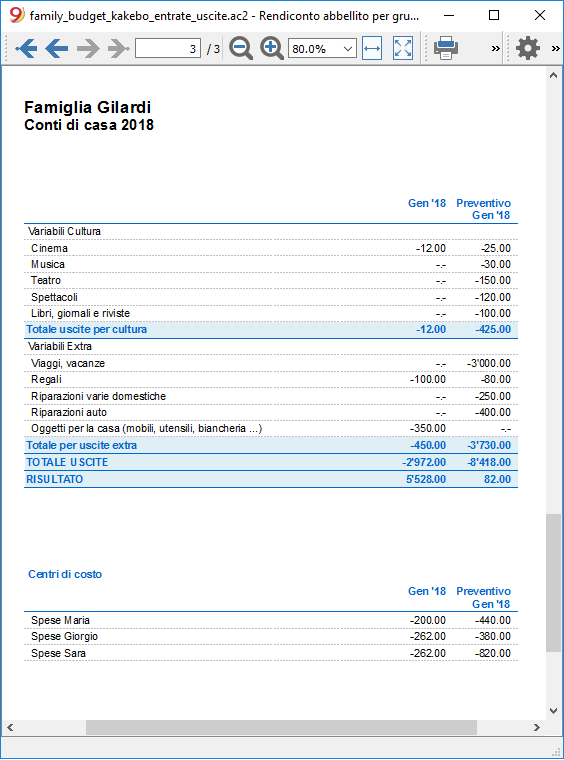 family_budget_kakebo_entrate_uscite.ac2 - Rendiconto abbellito per gru...
3 / 3 80.0% » »
Famiglia Gilardi
Conti di casa 2018
Gen '18 Preventivo
Gen '18
Variabili Cultura
Cinema -12.00 -25.00
Musica -.- -30.00
Teatro -.- -150.00
Spettacoli -.- -120.00
Libri, giornali e riviste -.- -100.00
Totale uscite per cultura -12.00 -425.00
Variabili Extra
Viaggi, vacanze -.- -3'000.00
Regali -100.00 -80.00
Riparazioni varie domestiche -.- -250.00
Riparazioni auto -.- -400.00
Oggetti per la casa (mobili, utensili, biancheria ...) -350.00 -.-
Totale per uscite extra -450.00 -3'730.00
TOTALE USCITE -2'972.00 -8'418.00
RISULTATO 5'528.00 82.00
Centri di costo
Gen '18 Preventivo
Gen '18
Spese Maria -200.00 -440.00
Spese Giorgio -262.00 -380.00
Spese Sara -262.00 -820.00